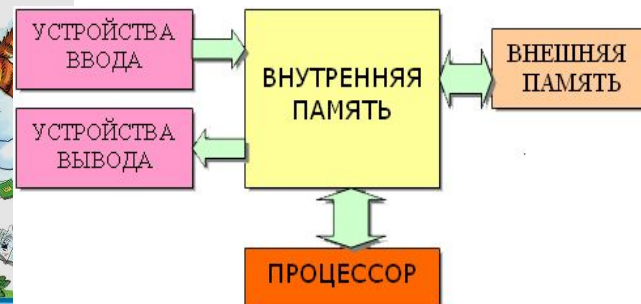 УСТРОЙСТВА
ВВОДА
УСТРОЙСТВА
ВЫВОДА
ВНУТРЕННЯЯ
ПАМЯТЬ
ВНЕШНЯЯ
ПАМЯТЬ
ПРОЦЕССОР